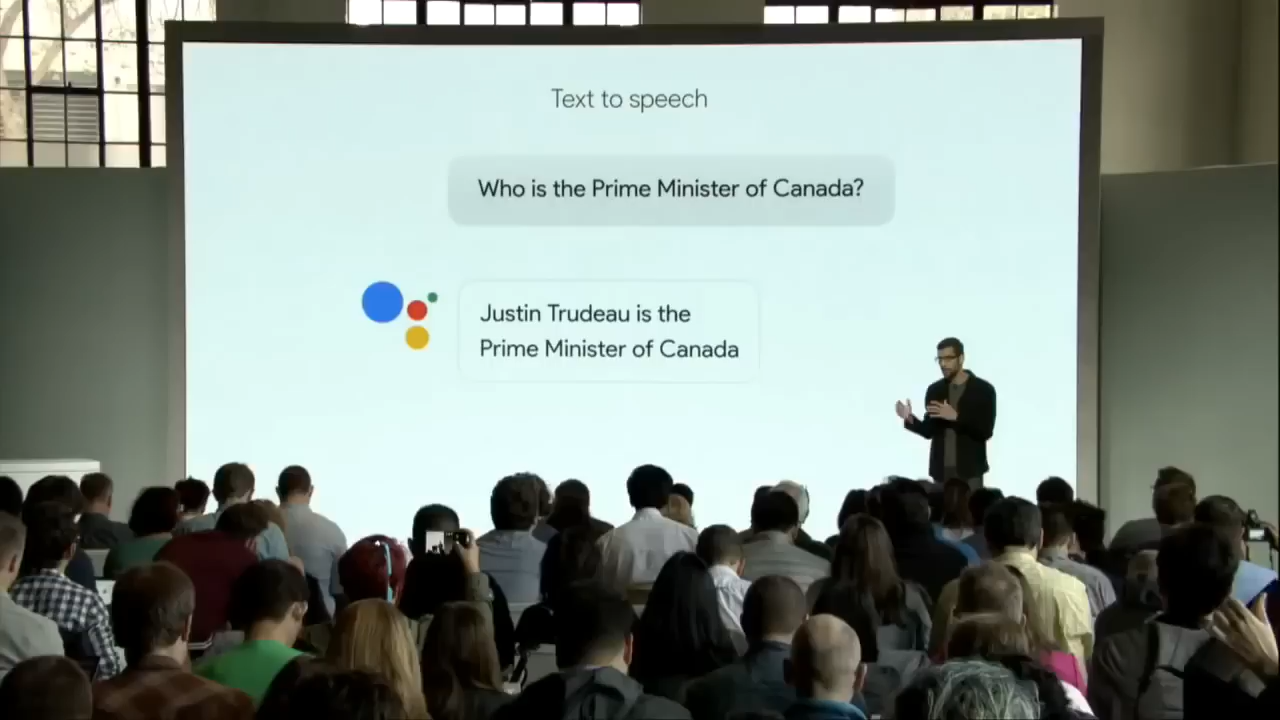 Text to speech
Who is the Prime Minister of Canada?
Justin Trudeau is the
Prime Minister of Canada